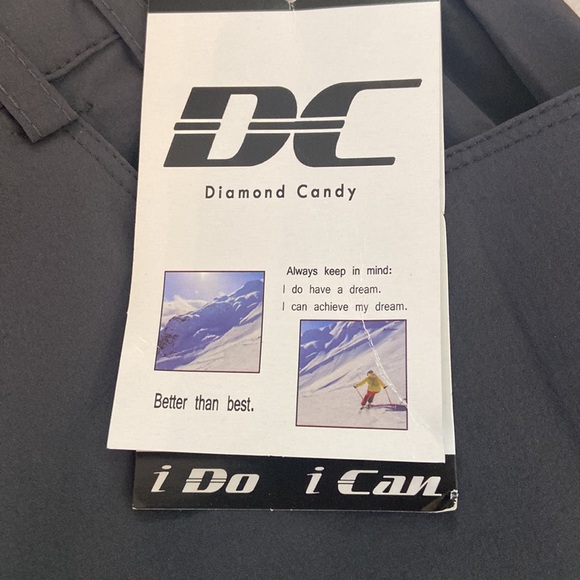 DC
Diamond Candy
Always keep in mind:
I do have a dream.
I can achieve my dream.
Better than best.
i Do i Can